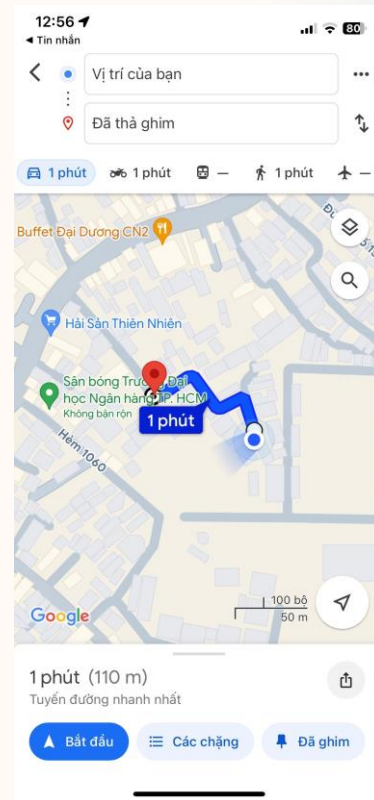 12:56
80
Tin nhắn
Vị trí của bạn
Đã thả ghim
1 phút
1 phút
—
1 phút
—
Buffet Đại Dương CN2
Hải Sản Thiên Nhiên
Sân bóng Trường Đại
học Ngân hàng TP. HCM
Không bận rộn
1 phút
Hẻm 1060
100 bộ
50 m
Google
1 phút (110 m)
Tuyến đường nhanh nhất
Bắt đầu
Các chặng
Đã ghim